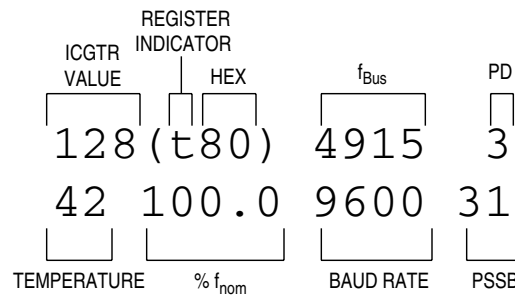 REGISTER
INDICATOR
ICGTR
VALUE
HEX
fBus
PD
128(t80) 4915 3
42 100.0 9600 31
TEMPERATURE
% fnom
BAUD RATE
PSSB